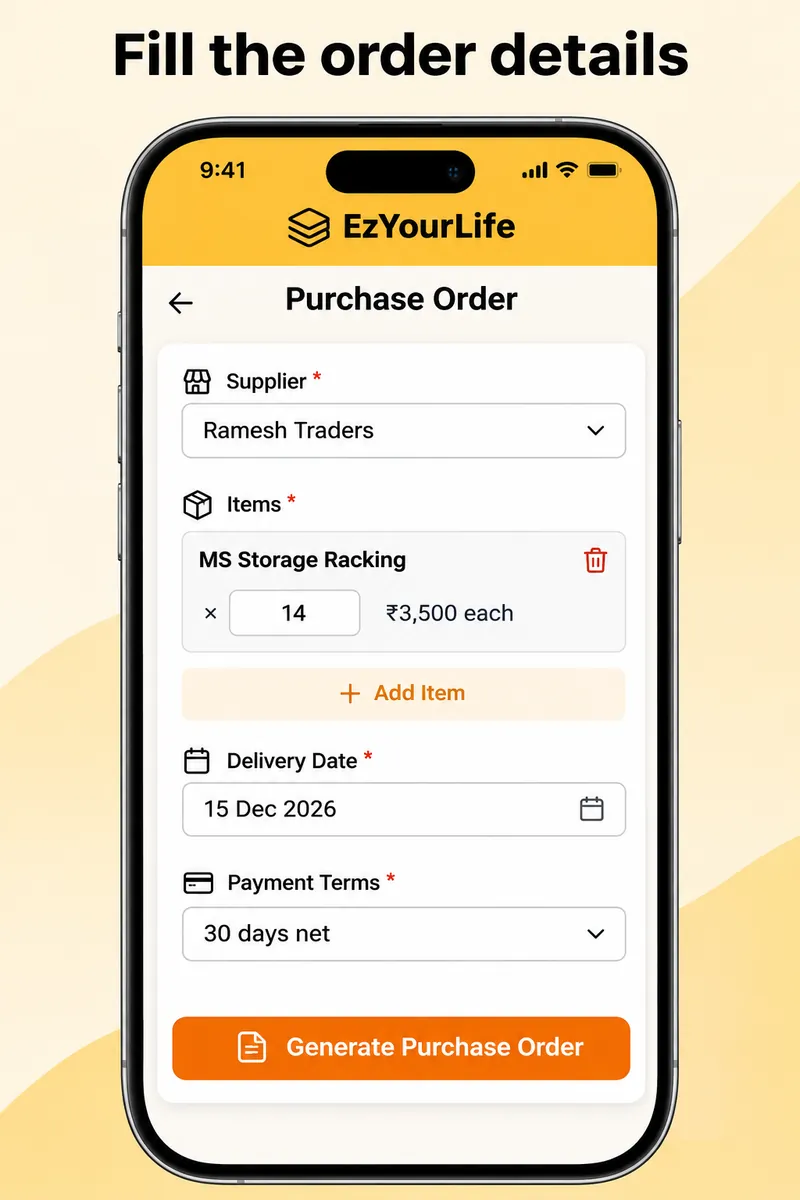 Fill the order details
9:41
EzYourLife
Purchase Order
Supplier *
Ramesh Traders
Items *
MS Storage Racking
× 14 ₹3,500 each
+ Add Item
Delivery Date *
15 Dec 2026
Payment Terms *
30 days net
Generate Purchase Order